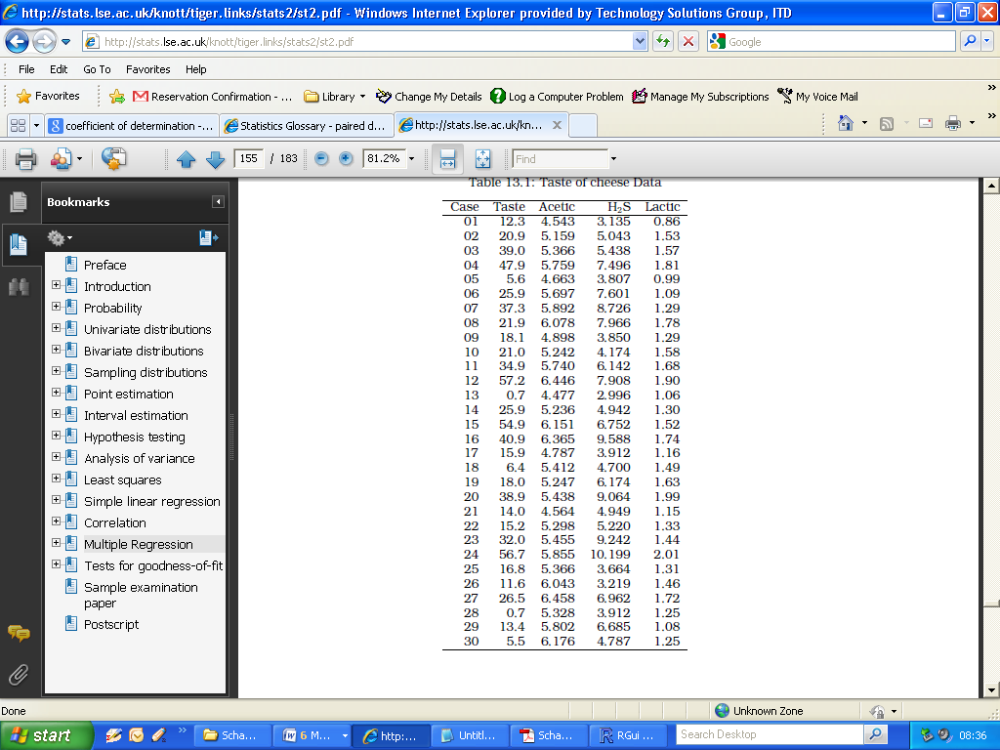 http://stats.lse.ac.uk/knott/tiger.links/stats2/st2.pdf - Windows Internet Explorer provided by Technology Solutions Group, ITD
http://stats.lse.ac.uk/knott/tiger.links/stats2/st2.pdf Google
File Edit Go To Favorites Help
Favorites Reservation Confirmation - ... Library Change My Details Log a Computer Problem Manage My Subscriptions My Voice Mail
coefficient of determination -... Statistics Glossary - paired d... http://stats.lse.ac.uk/kn...
155 / 183 81.2% Find
Bookmarks
Preface
Introduction
Probability
Univariate distributions
Bivariate distributions
Sampling distributions
Point estimation
Interval estimation
Hypothesis testing
Analysis of variance
Least squares
Simple linear regression
Correlation
Multiple Regression
Tests for goodness-of-fit
Sample examination
paper
Postscript
Table 13.1: Taste of cheese Data
Case Taste Acetic H₂S Lactic
01 12.3 4.543 3.135 0.86
02 20.9 5.159 5.043 1.53
03 39.0 5.366 5.438 1.57
04 47.9 5.759 7.496 1.81
05 5.6 4.663 3.807 0.99
06 25.9 5.697 7.601 1.09
07 37.3 5.892 8.726 1.29
08 21.9 6.078 7.966 1.78
09 18.1 4.898 3.850 1.29
10 21.0 5.242 4.174 1.58
11 34.9 5.740 6.142 1.68
12 57.2 6.446 7.908 1.90
13 0.7 4.477 2.996 1.06
14 25.9 5.236 4.942 1.30
15 54.9 6.151 6.752 1.52
16 40.9 6.365 9.588 1.74
17 15.9 4.787 3.912 1.16
18 6.4 5.412 4.700 1.49
19 18.0 5.247 6.174 1.63
20 38.9 5.438 9.064 1.99
21 14.0 4.564 4.949 1.15
22 15.2 5.298 5.220 1.33
23 32.0 5.455 9.242 1.44
24 56.7 5.855 10.199 2.01
25 16.8 5.366 3.664 1.31
26 11.6 6.043 3.219 1.46
27 26.5 6.458 6.962 1.72
28 0.7 5.328 3.912 1.25
29 13.4 5.802 6.685 1.08
30 5.5 6.176 4.787 1.25
Done Unknown Zone
start Scha... 6 M... http:... Untitl... Scha... RGui ... Search Desktop 08:36